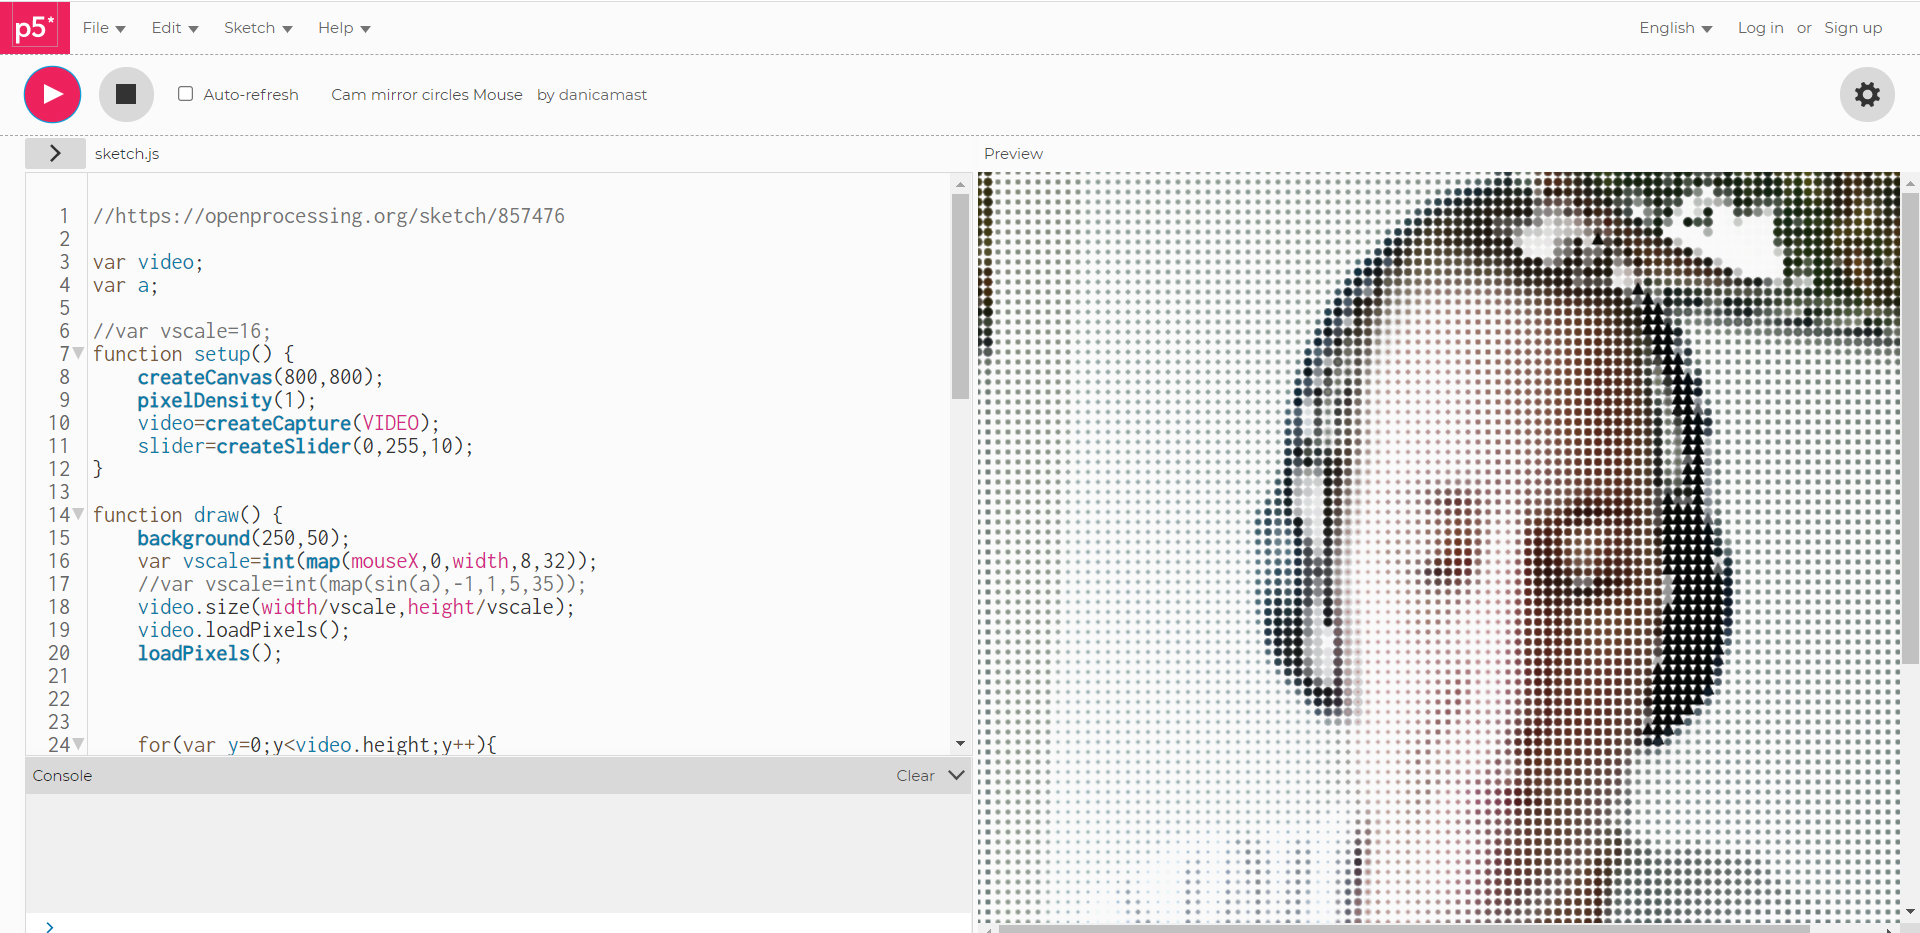 p5*
File Edit Sketch Help
English Log in or Sign up
Auto-refresh Cam mirror circles Mouse by danicamast
sketch.js
Preview
1 //https://openprocessing.org/sketch/857476
2
3 var video;
4 var a;
5
6 //var vscale=16;
7 function setup() {
8 createCanvas(800,800);
9 pixelDensity(1);
10 video=createCapture(VIDEO);
11 slider=createSlider(0,255,10);
12 }
13
14 function draw() {
15 background(250,50);
16 var vscale=int(map(mouseX,0,width,8,32));
17 //var vscale=int(map(sin(a),-1,1,5,35));
18 video.size(width/vscale,height/vscale);
19 video.loadPixels();
20 loadPixels();
21
22
23
24 for(var y=0;y<video.height;y++){
Console Clear
>